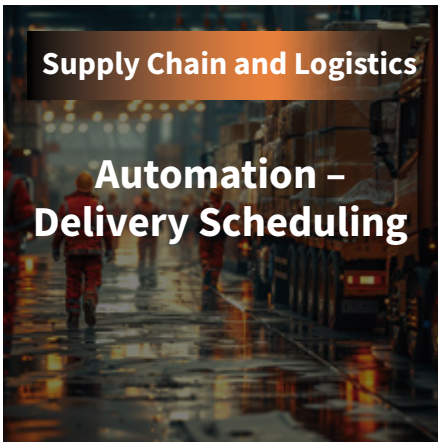 Supply Chain and Logistics
Automation –
Delivery Scheduling